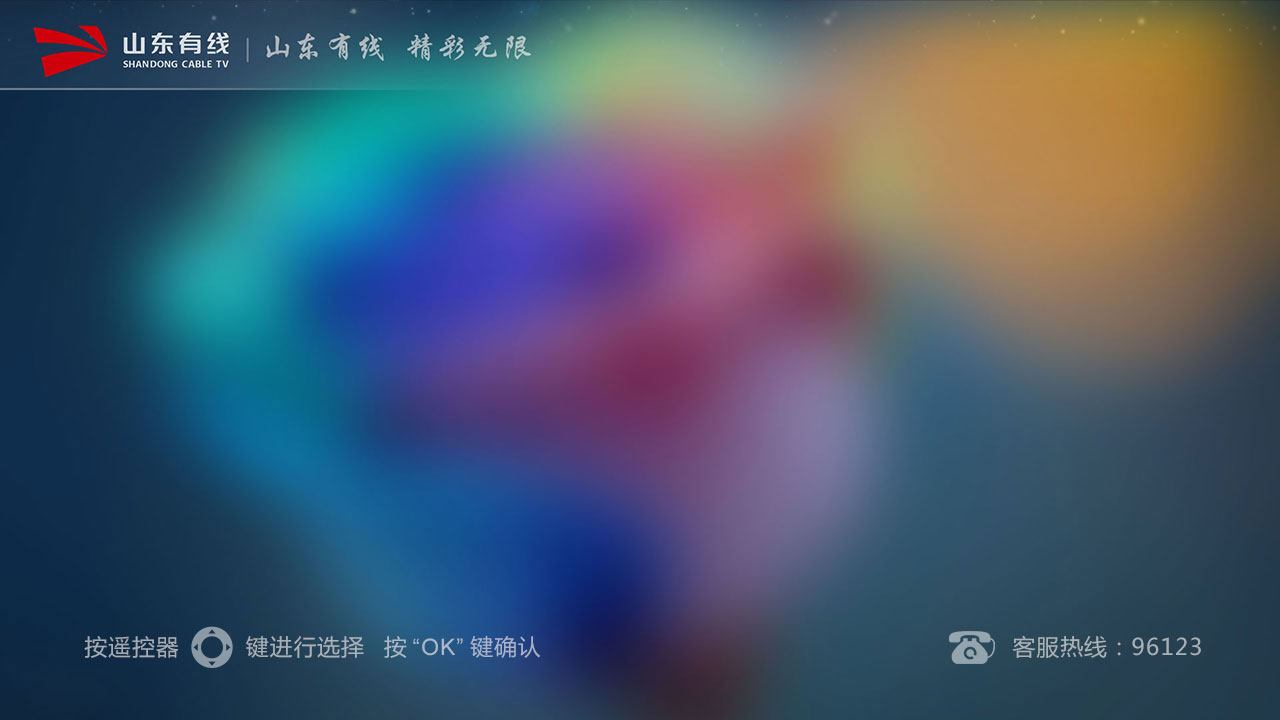 山东有线
SHANDONG CABLE TV
山东有线 精彩无限
按遥控器 键进行选择 按“OK”键确认
客服热线：96123